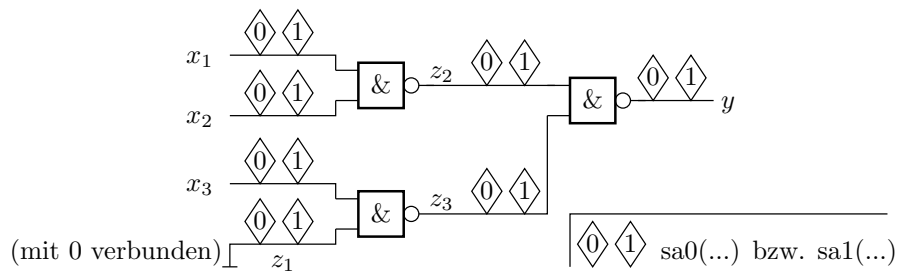 0 1
x1
0 1
x2
& z2 0 1
& 0 1 y
0 1
x3
0 1
& z3 0 1
(mit 0 verbunden) z1
0 1 sa0(...) bzw. sa1(...)